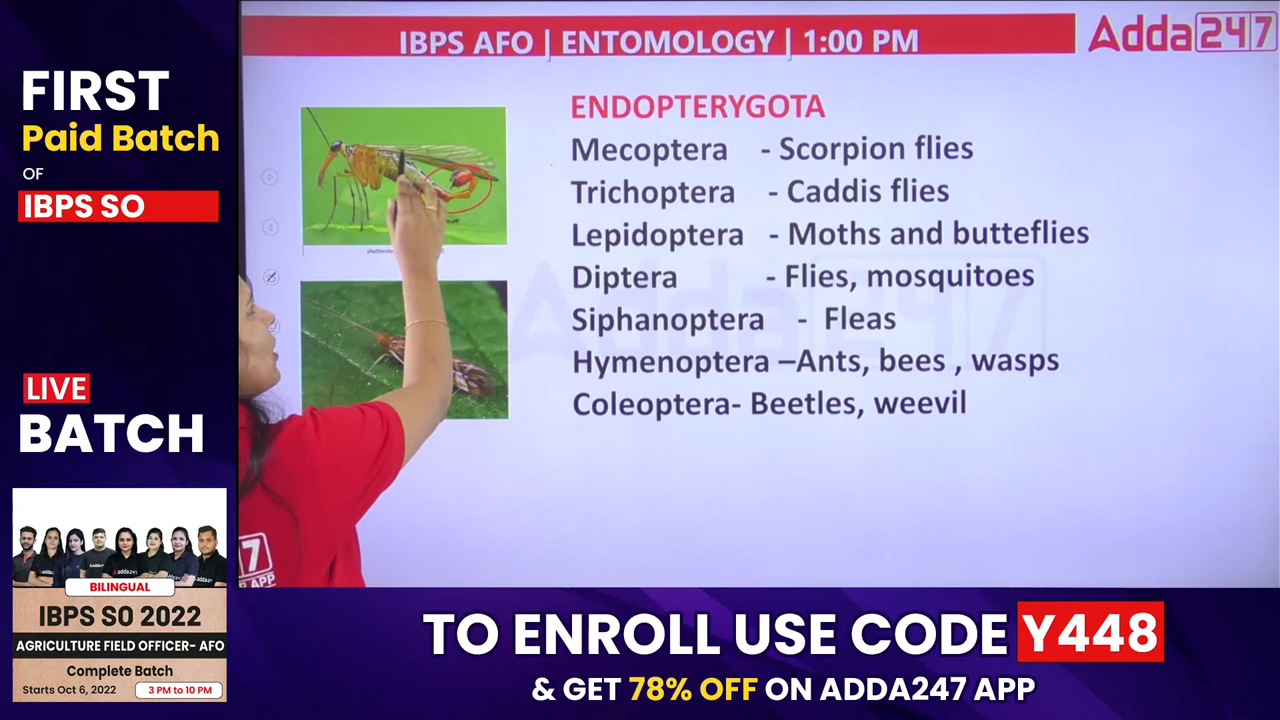 FIRST
Paid Batch
OF
IBPS SO
LIVE
BATCH
BILINGUAL
IBPS SO 2022
AGRICULTURE FIELD OFFICER- AFO
Complete Batch
Starts Oct 6, 2022 3 PM to 10 PM
IBPS AFO | ENTOMOLOGY | 1:00 PM
Adda247
ENDOPTERYGOTA
Mecoptera - Scorpion flies
Trichoptera - Caddis flies
Lepidoptera - Moths and butteflies
Diptera - Flies, mosquitoes
Siphanoptera - Fleas
Hymenoptera –Ants, bees , wasps
Coleoptera- Beetles, weevil
7
APP
TO ENROLL USE CODE Y448
& GET 78% OFF ON ADDA247 APP